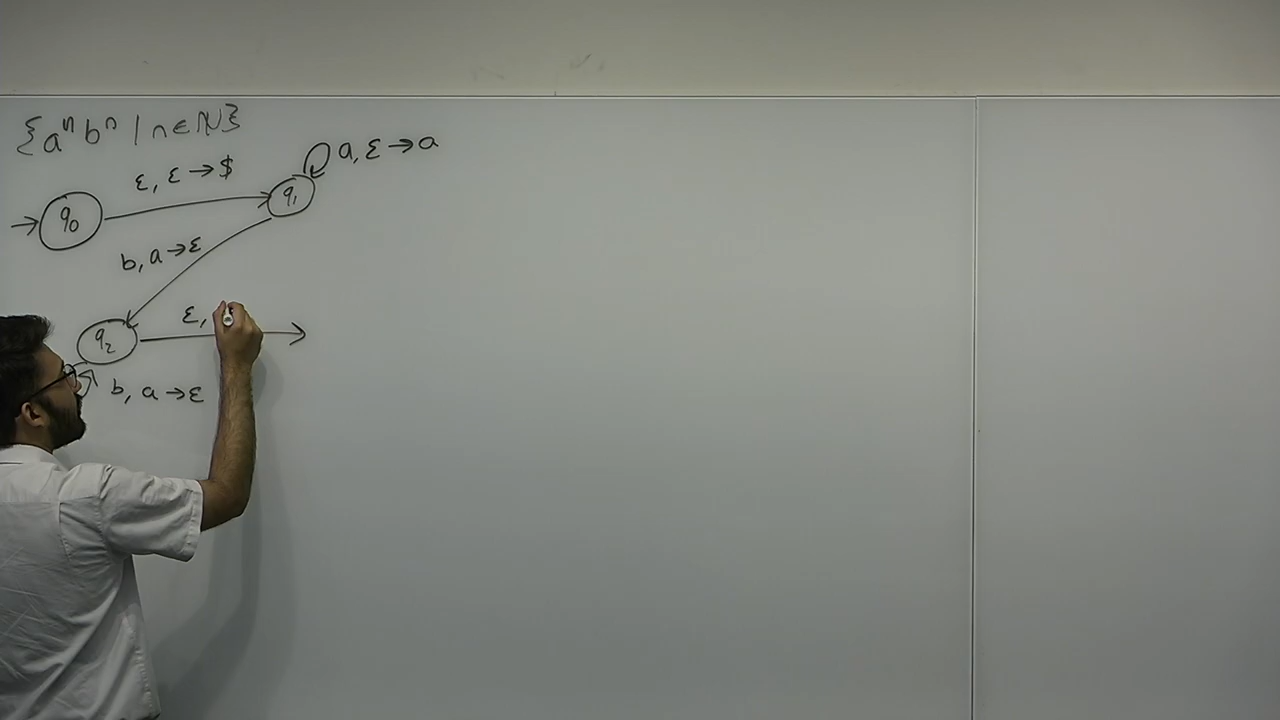 {aⁿbⁿ | n ∈ ℕ}
ε, ε → $
a, ε → a
q₀
q₁
b, a → ε
ε,
q₂
b, a → ε